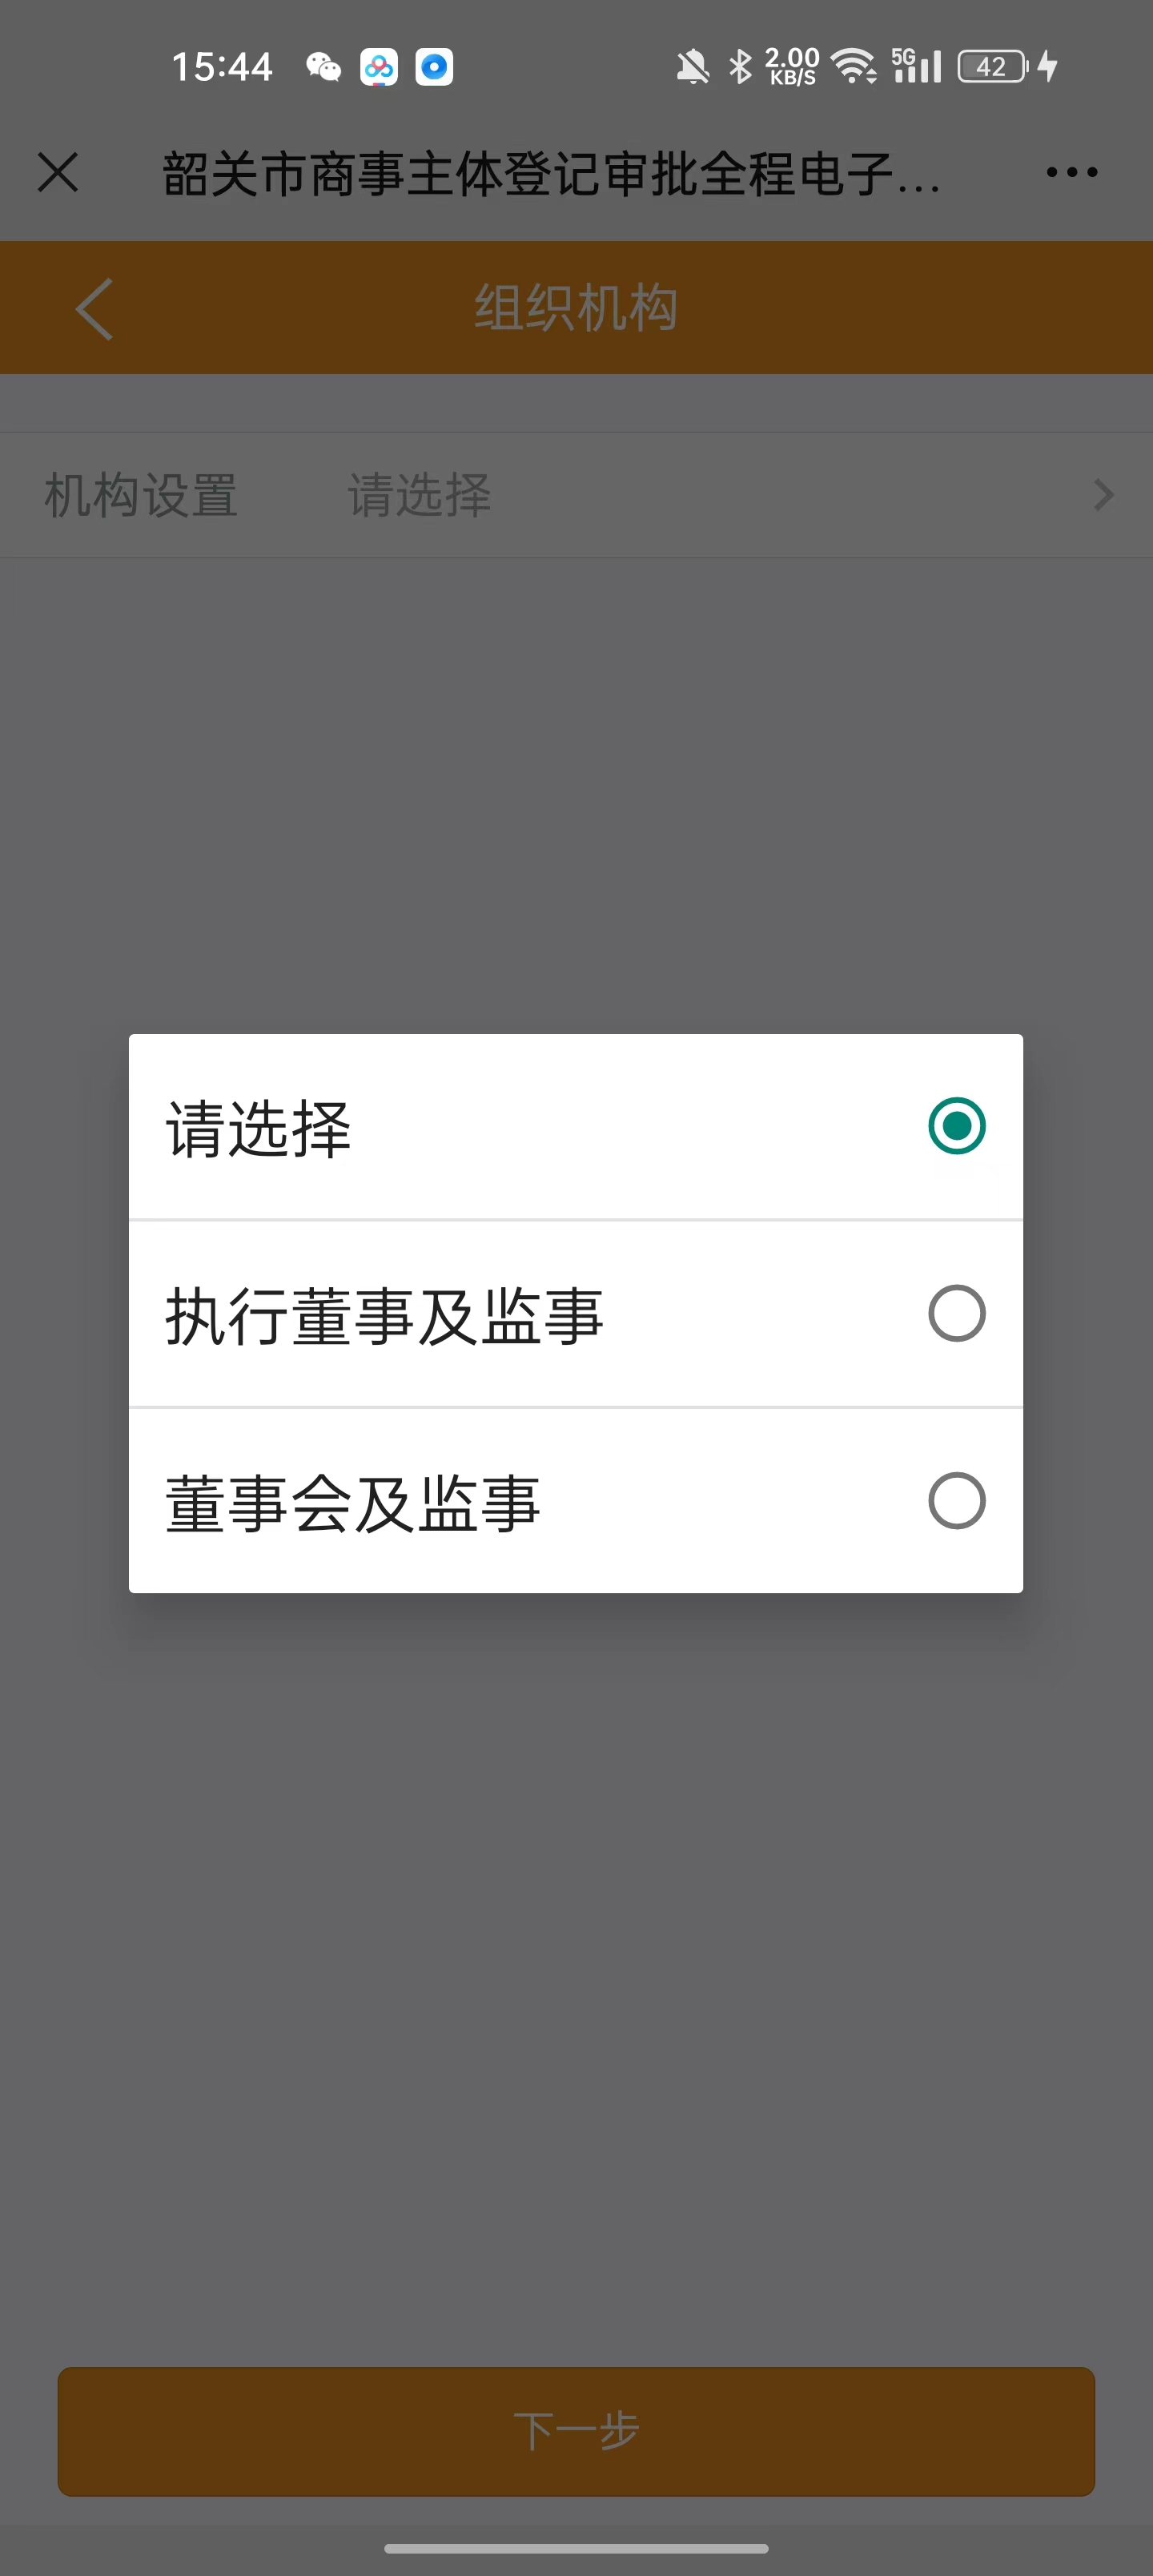 15:44
2.00
KB/S
5G
42
韶关市商事主体登记审批全程电子...
组织机构
机构设置 请选择
请选择
执行董事及监事
董事会及监事
下一步